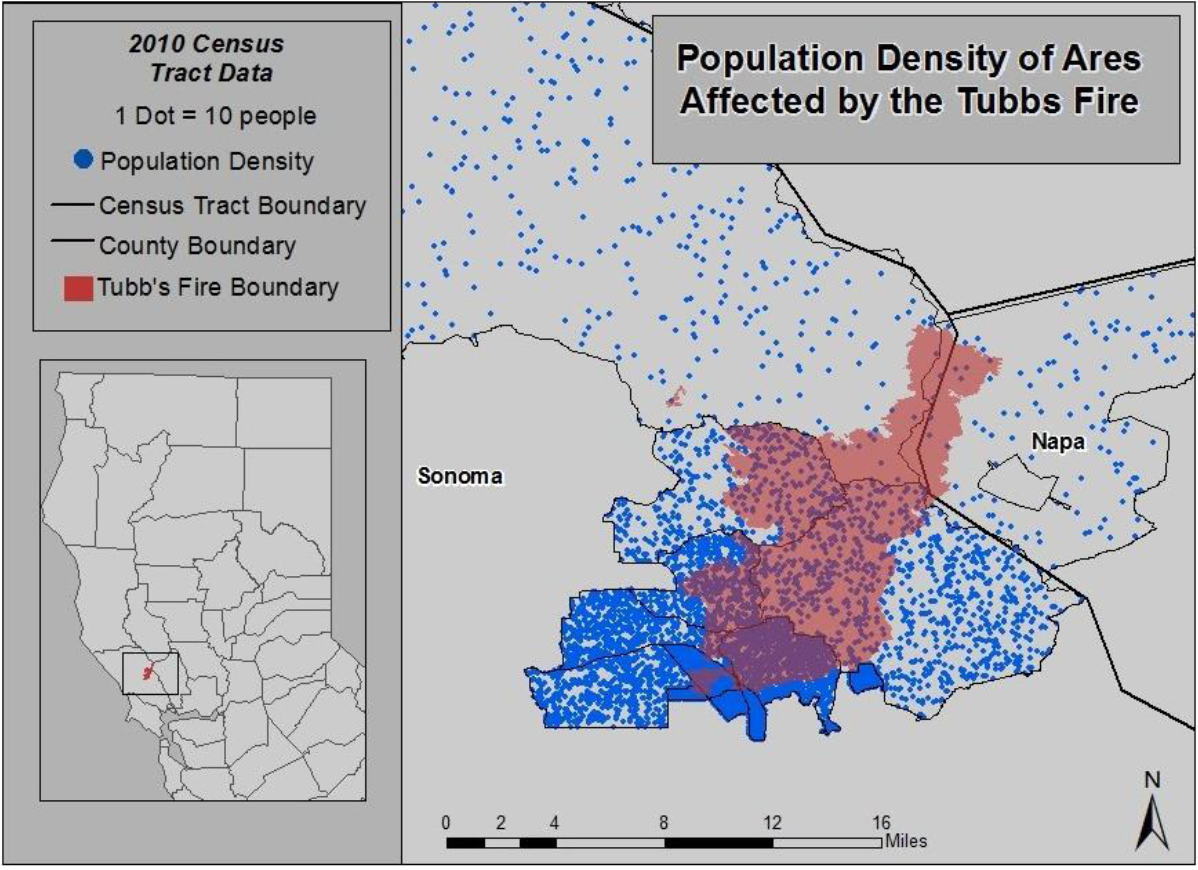 2010 Census
Tract Data
1 Dot = 10 people
Population Density
Census Tract Boundary
County Boundary
Tubb's Fire Boundary
Population Density of Ares
Affected by the Tubbs Fire
Sonoma
Napa
0 2 4 8 12 16
Miles
N